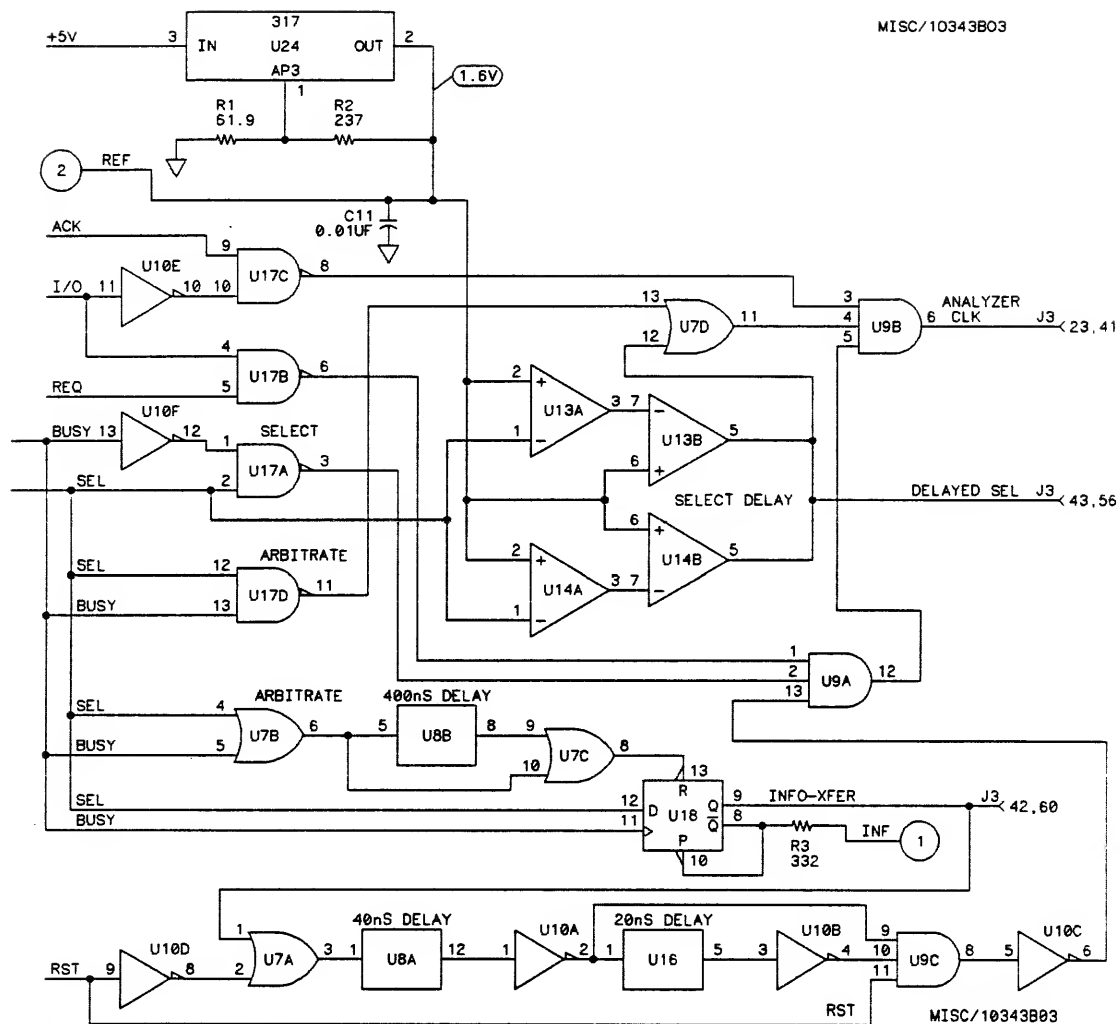 317
MISC/10343B03
+5V 3 IN U24 OUT 2
AP3
1
1.6V
R1
61.9
R2
237
2 REF
C11
0.01UF
ACK 9
U17C 8
I/O 11 U10E 10 10
13 U7D 11
12
3
4 U9B 6
5
ANALYZER
CLK J3
23,41
4
U17B 6
REQ 5
2 + U13A 3 7 - U13B 5
1 -
6 +
BUSY 13 U10F 12 1
SELECT
U17A 3
SEL 2
SELECT DELAY
DELAYED SEL J3
43,56
6 + U14B 5
2 + U14A 3 7 -
1 -
ARBITRATE
SEL 12
U17D 11
BUSY 13
1
2 U9A 12
13
ARBITRATE
SEL 4
U7B 6
BUSY 5
400nS DELAY
5 U8B 8 9
U7C 8
10
13
R
SEL 12 D Q 9 INFO-XFER J3
42,60
U18
BUSY 11 Q 8
P
10
R3
332
INF 1
40nS DELAY
20nS DELAY
1
U7A 3 1 U8A 12 1 U10A 2 1 U16 5 3 U10B 4
RST 9 U10D 8 2
9
10 U9C 8 5 U10C 6
11
RST
MISC/10343B03